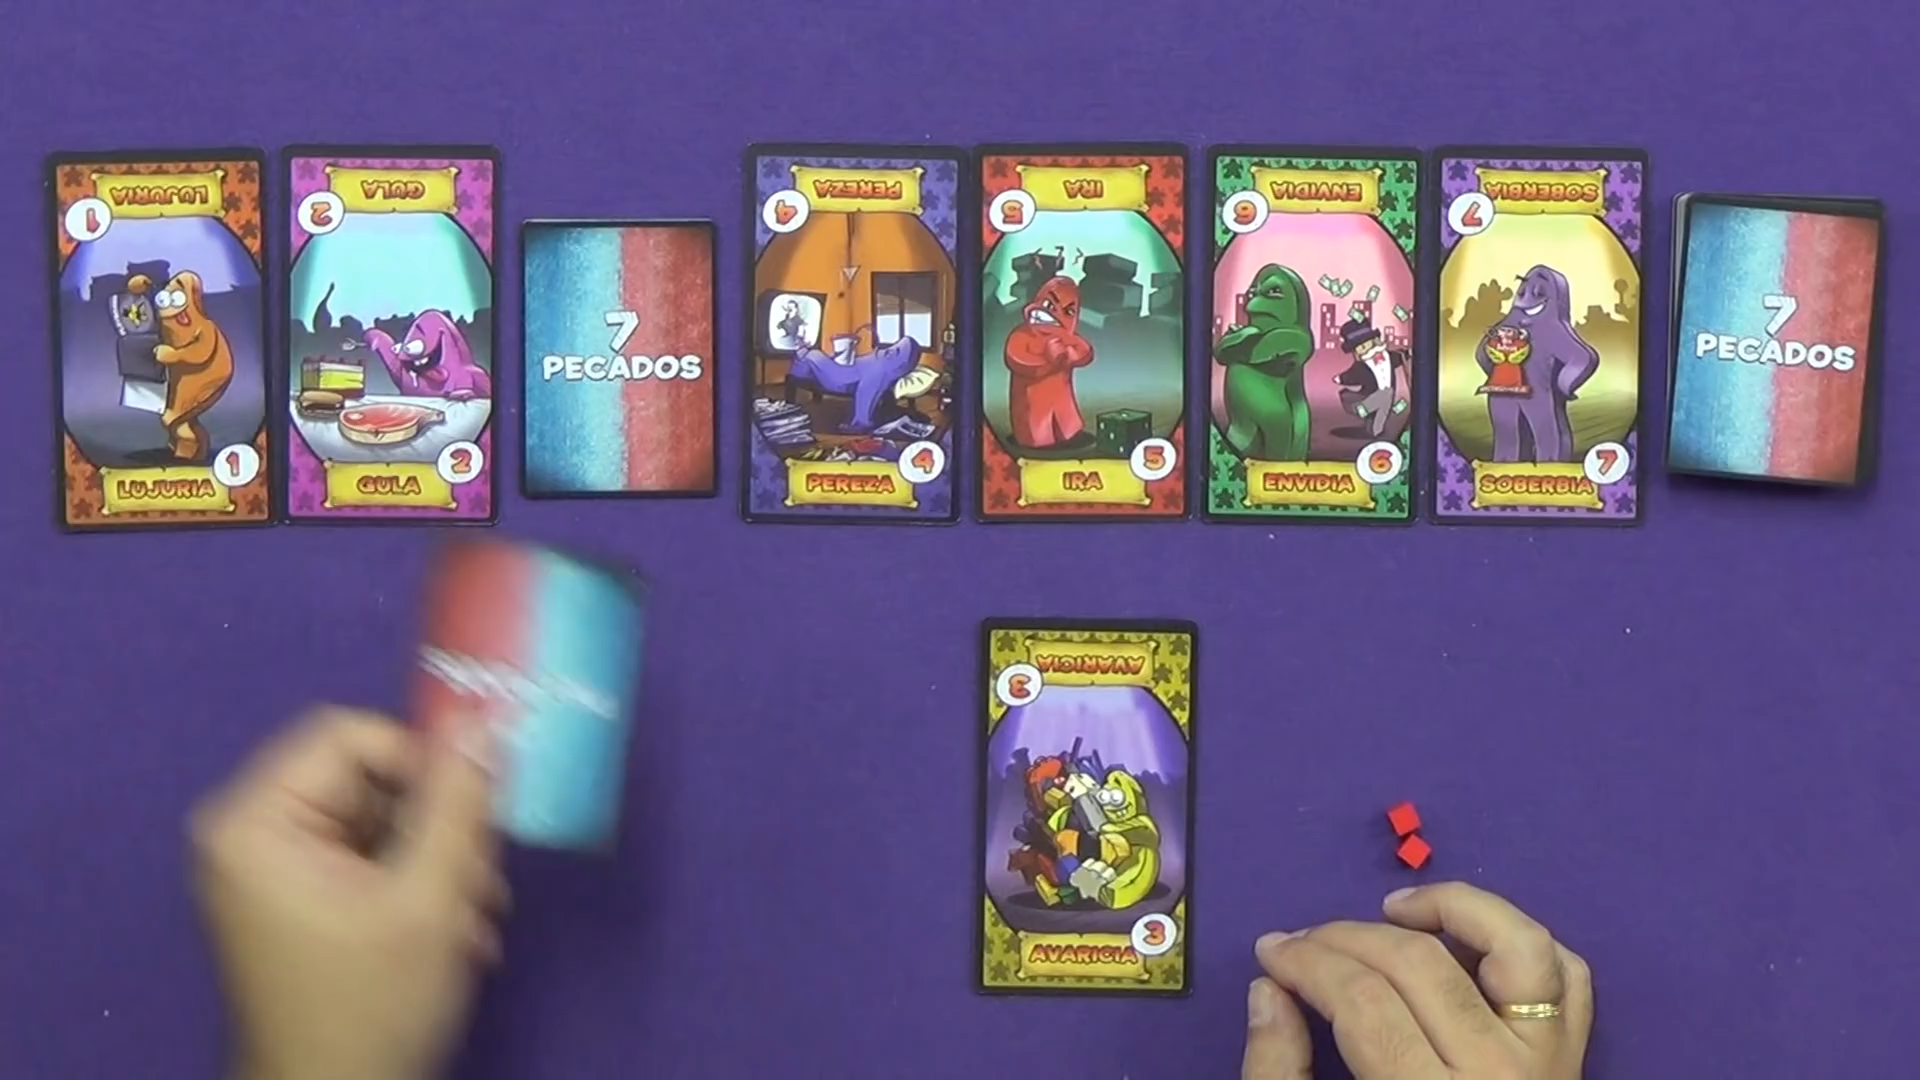 LUJURIA
1
1
LUJURIA
GULA
2
2
GULA
7
PECADOS
PEREZA
4
4
PEREZA
IRA
5
5
IRA
ENVIDIA
6
6
ENVIDIA
SOBERBIA
7
7
SOBERBIA
7
PECADOS
AVARICIA
3
3
AVARICIA